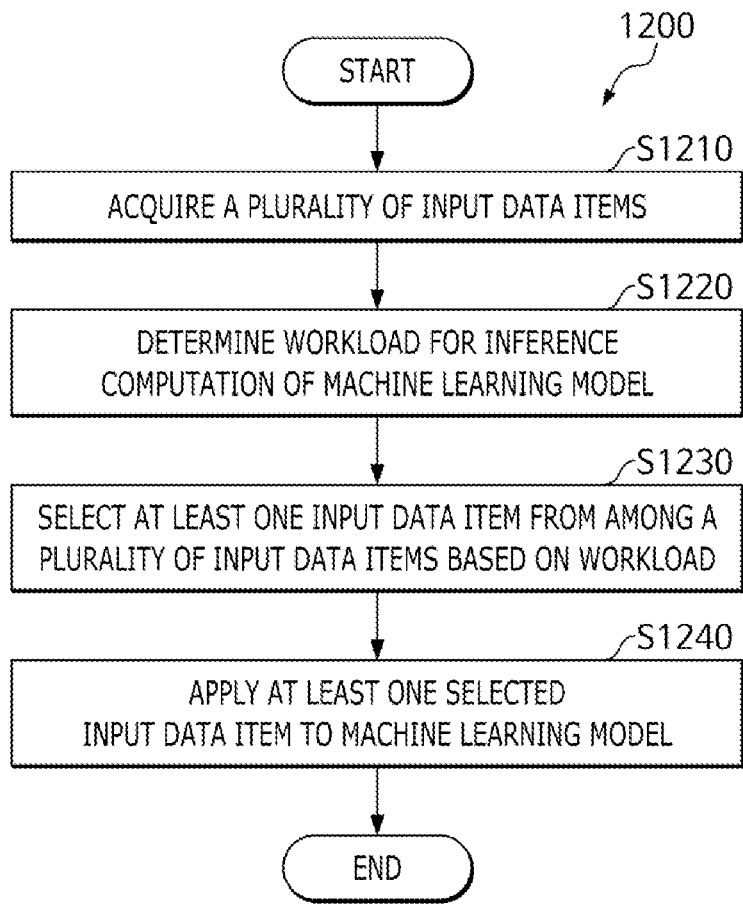 1200
START
S1210
ACQUIRE A PLURALITY OF INPUT DATA ITEMS
S1220
DETERMINE WORKLOAD FOR INFERENCE
COMPUTATION OF MACHINE LEARNING MODEL
S1230
SELECT AT LEAST ONE INPUT DATA ITEM FROM AMONG A
PLURALITY OF INPUT DATA ITEMS BASED ON WORKLOAD
S1240
APPLY AT LEAST ONE SELECTED
INPUT DATA ITEM TO MACHINE LEARNING MODEL
END